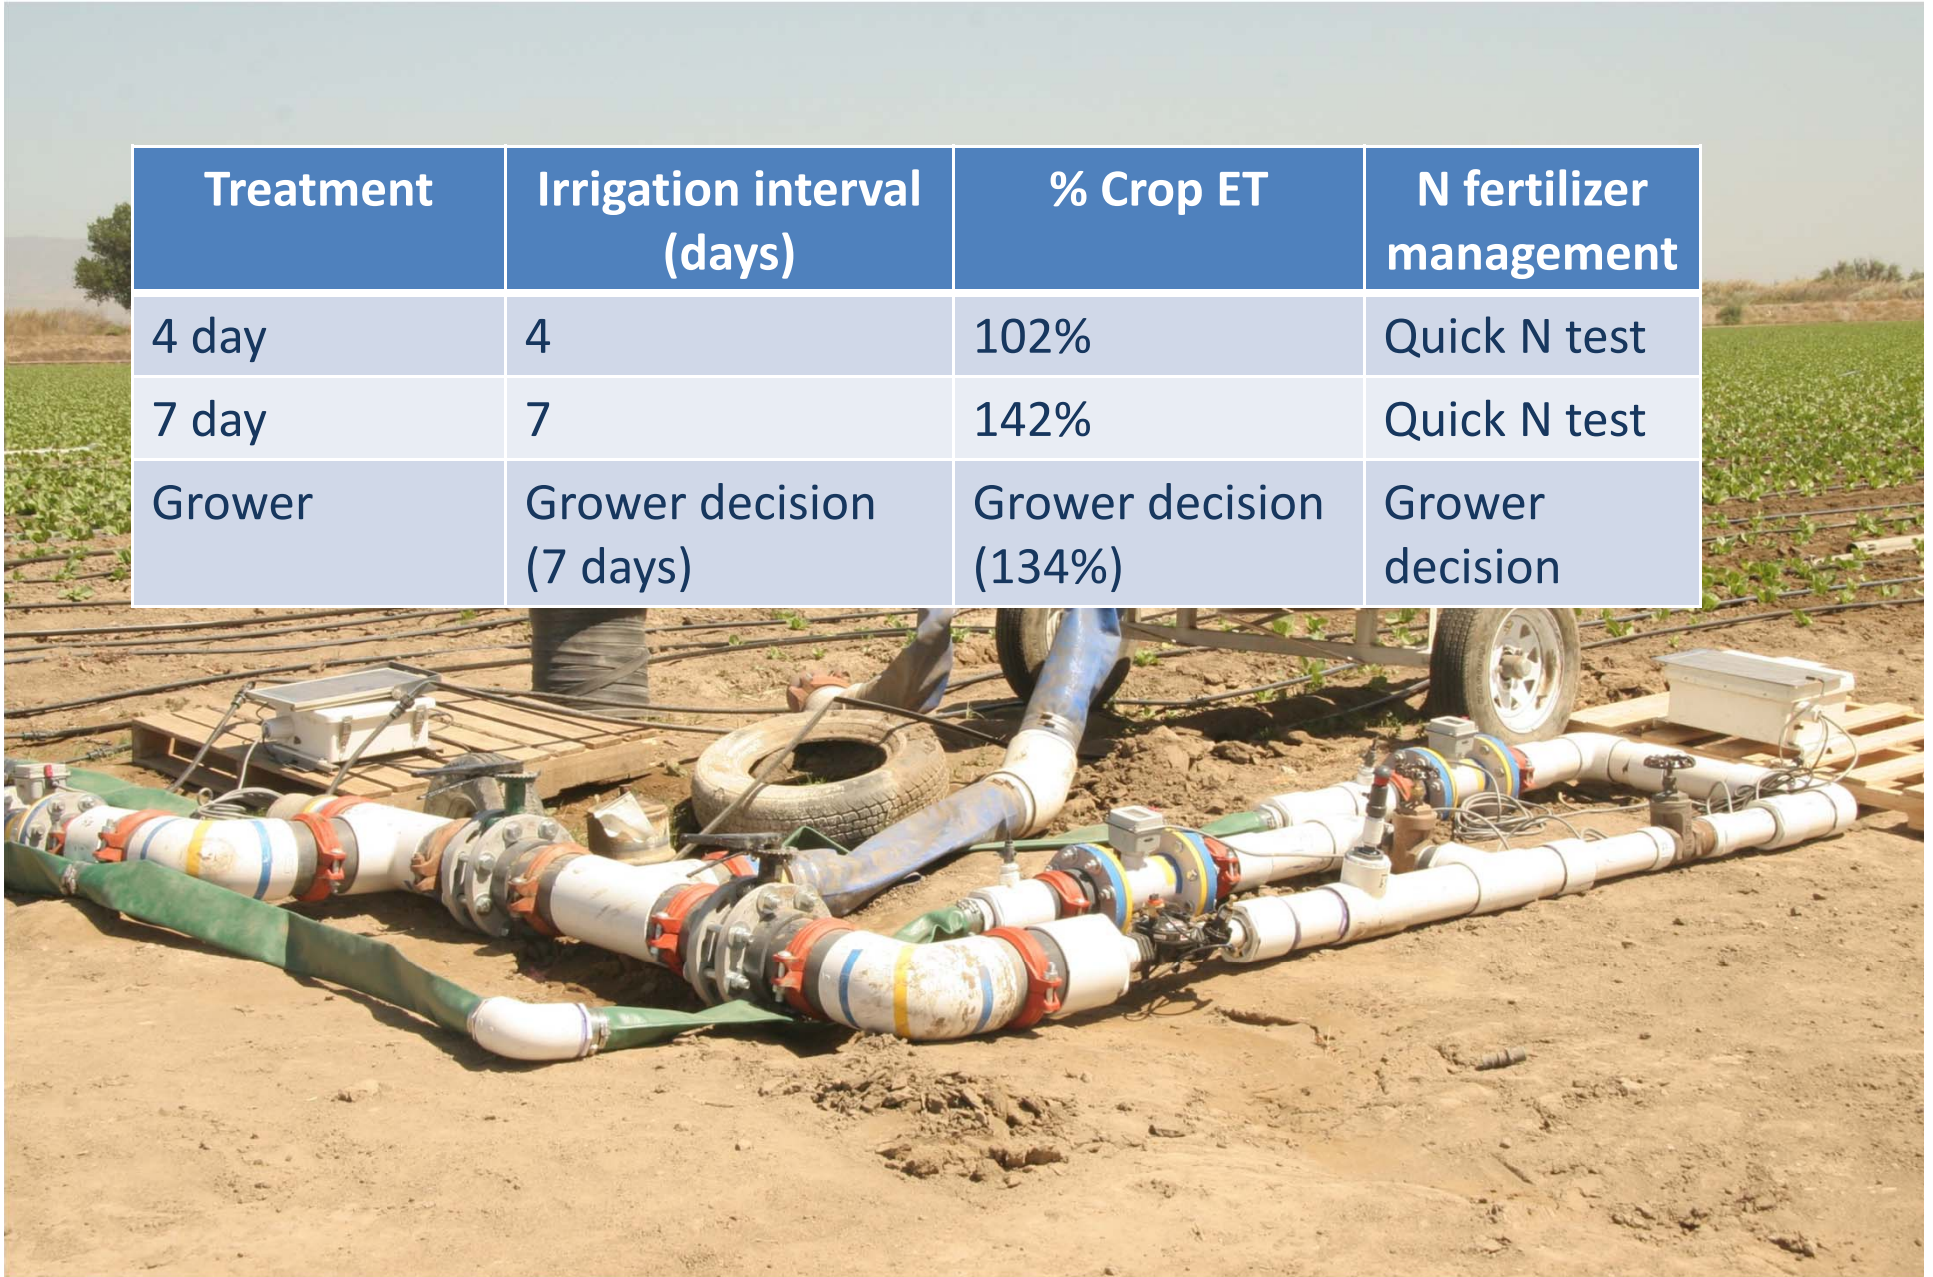 Treatment
Irrigation interval
(days)
% Crop ET
N fertilizer
management
4 day
4
102%
Quick N test
7 day
7
142%
Quick N test
Grower
Grower decision
(7 days)
Grower decision
(134%)
Grower
decision